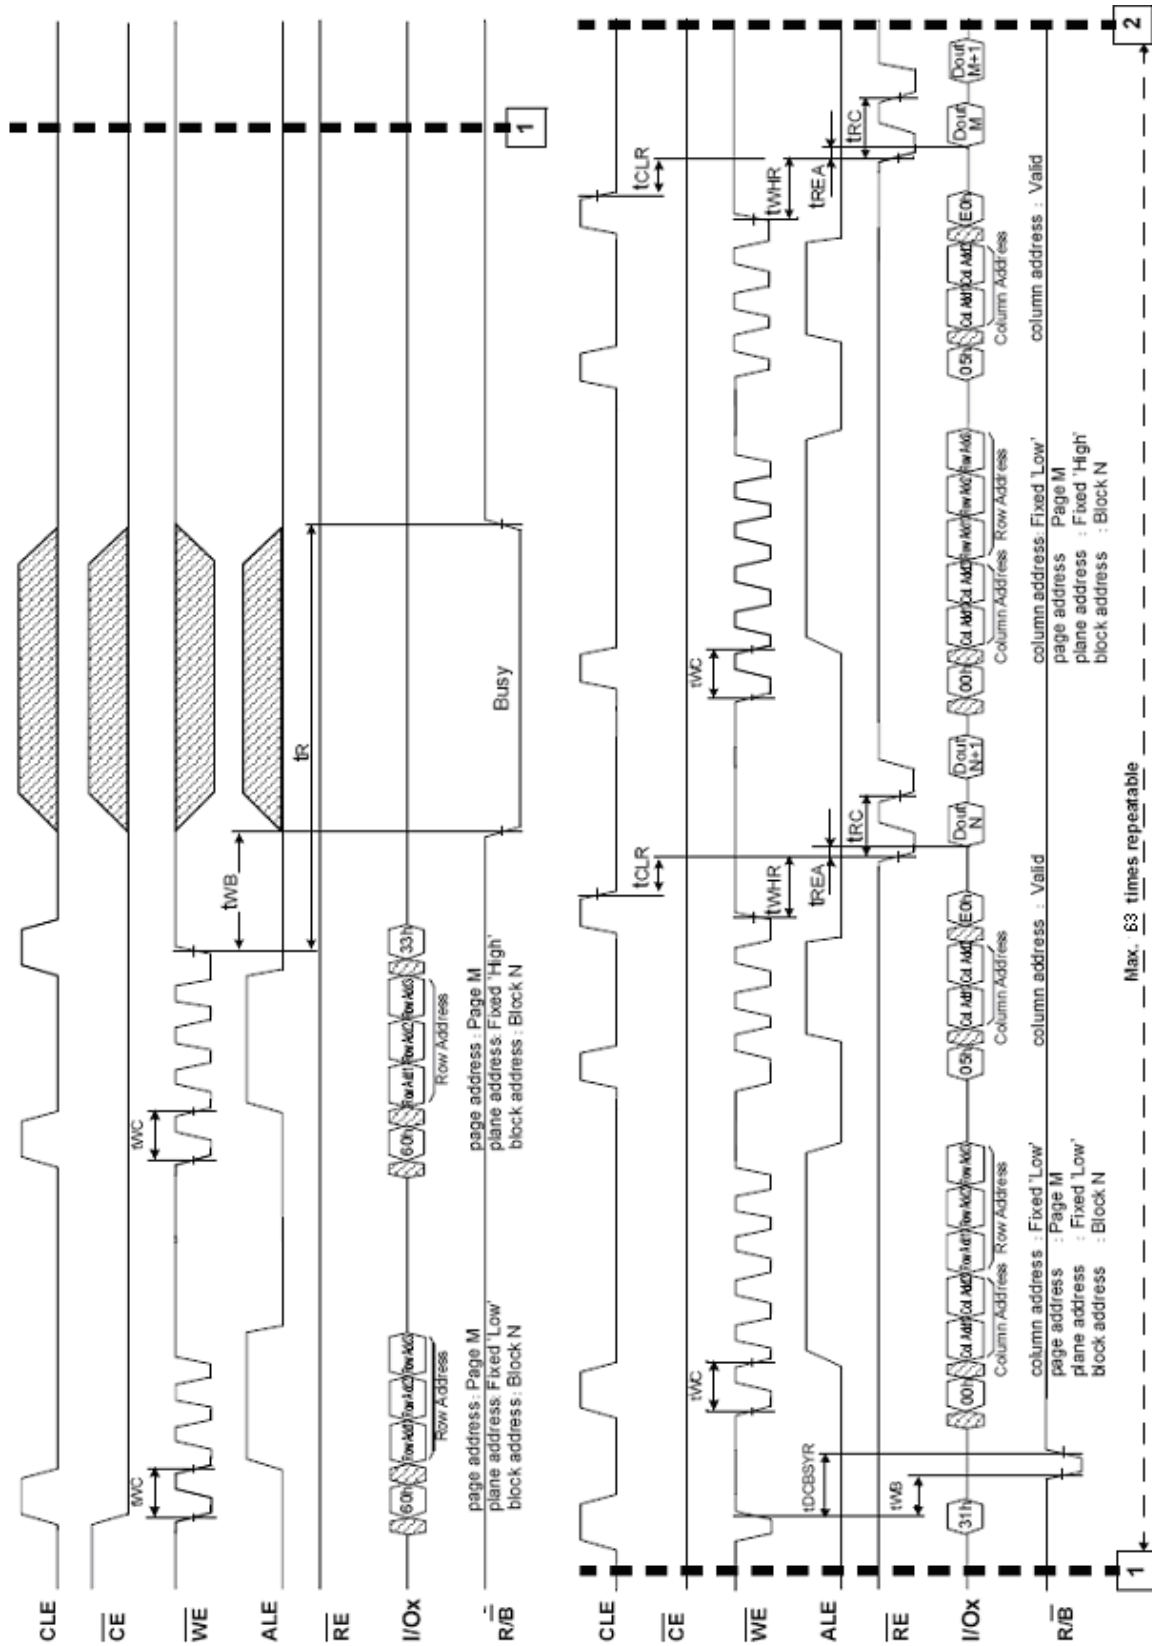 CLE
CE
WE
ALE
RE
I/Ox
R/B
tWC
tWC
tWB
tR
Busy
60h Row Add1 Row Add2 Row Add3
Row Address
page address : Page M
plane address: Fixed 'Low'
block address : Block N
60h Row Add1 Row Add2 Row Add3 33h
Row Address
page address : Page M
plane address: Fixed 'High'
block address : Block N
1
CLE
CE
WE
ALE
RE
I/Ox
R/B
tDCBSYR
tWB
tWC
tCLR
tWHR
tREA
tRC
tWC
tCLR
tWHR
tREA
tRC
31h 00h Col. Add1 Col. Add2 Row Add1 Row Add2 Row Add3 05h Col. Add1 Col. Add2 E0h Dout N Dout N+1 00h Col. Add1 Col. Add2 Row Add1 Row Add2 Row Add3 05h Col. Add1 Col. Add2 E0h Dout M Dout M+1
Column Address Row Address Column Address Column Address Row Address Column Address
column address : Fixed 'Low'
page address : Page M
plane address : Fixed 'Low'
block address : Block N
column address : Valid
column address: Fixed 'Low'
page address : Page M
plane address : Fixed 'High'
block address : Block N
column address : Valid
1
Max. 63 times repeatable
2